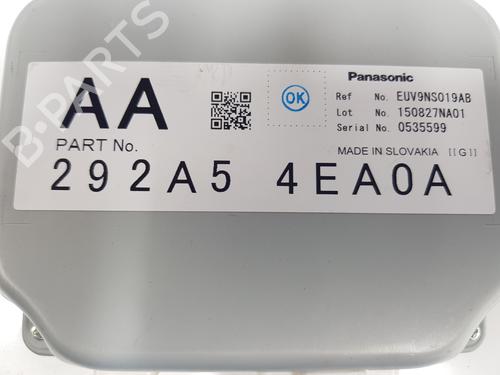 AA
PART No.
292A5 4EA0A
OK
Panasonic
Ref No. EUV9NS019AB
Lot No. 150827NA01
Serial No. 0535599
MADE IN SLOVAKIA [[G]]
B-PARTS